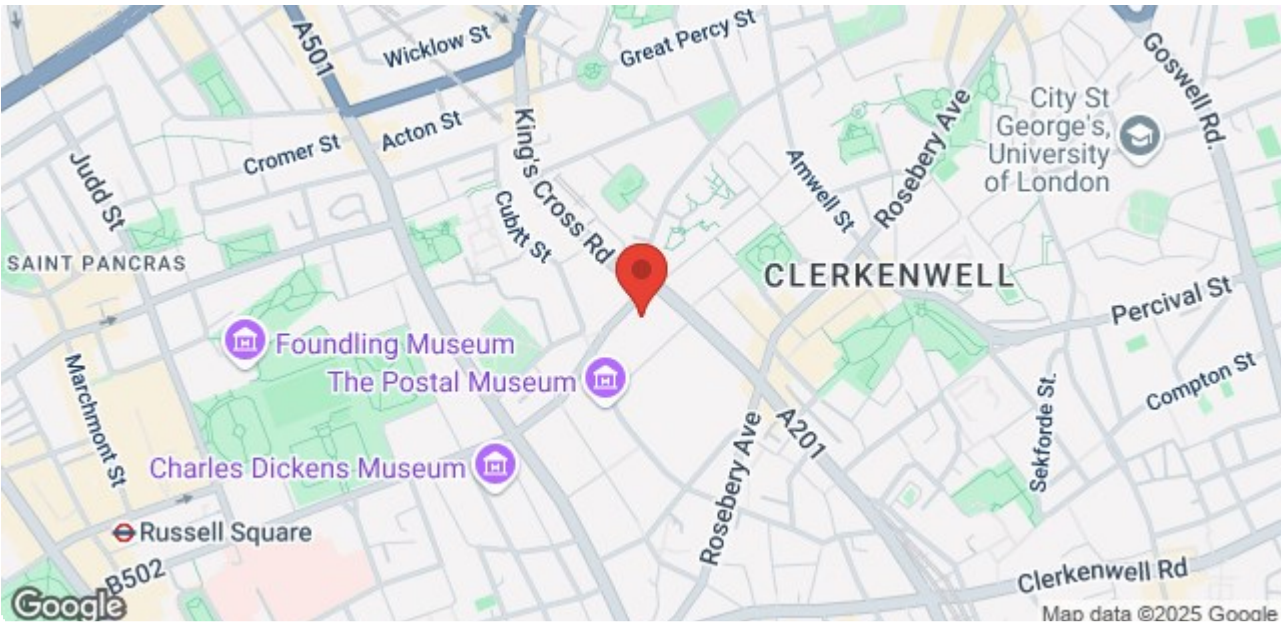 A501
Wicklow St
Great Percy St
Goswell Rd.
City St
George's,
University
of London
Rosebery Ave
King's Cross Rd
Acton St
Cromer St
Judd St
Amwell St
Cubitt St
SAINT PANCRAS
CLERKENWELL
Percival St
Foundling Museum
The Postal Museum
Marchmont St
Compton St
Sekforde St.
A201
Rosebery Ave
Charles Dickens Museum
Russell Square
B502
Clerkenwell Rd
Google
Map data ©2025 Google